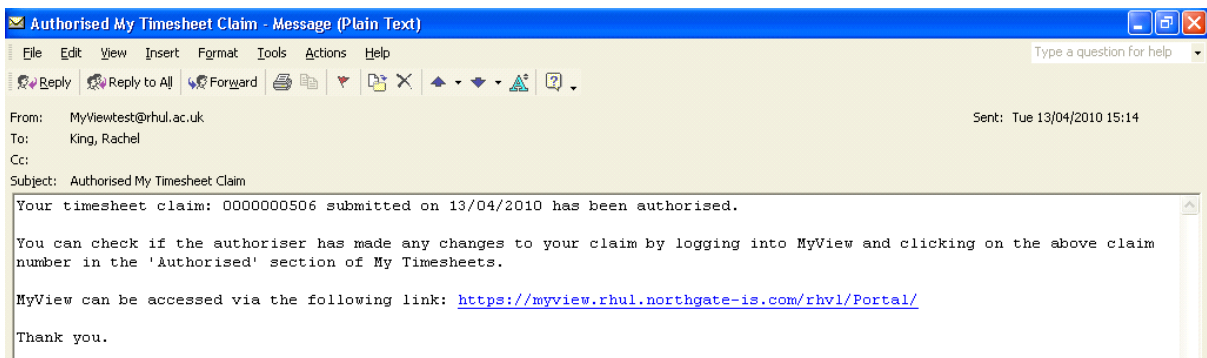 Authorised My Timesheet Claim - Message (Plain Text)
File Edit View Insert Format Tools Actions Help Type a question for help
Reply Reply to All Forward
From: MyViewtest@rhul.ac.uk Sent: Tue 13/04/2010 15:14
To: King, Rachel
Cc:
Subject: Authorised My Timesheet Claim
Your timesheet claim: 0000000506 submitted on 13/04/2010 has been authorised.
You can check if the authoriser has made any changes to your claim by logging into MyView and clicking on the above claim
number in the 'Authorised' section of My Timesheets.
MyView can be accessed via the following link: https://myview.rhul.northgate-is.com/rhvl/Portal/
Thank you.